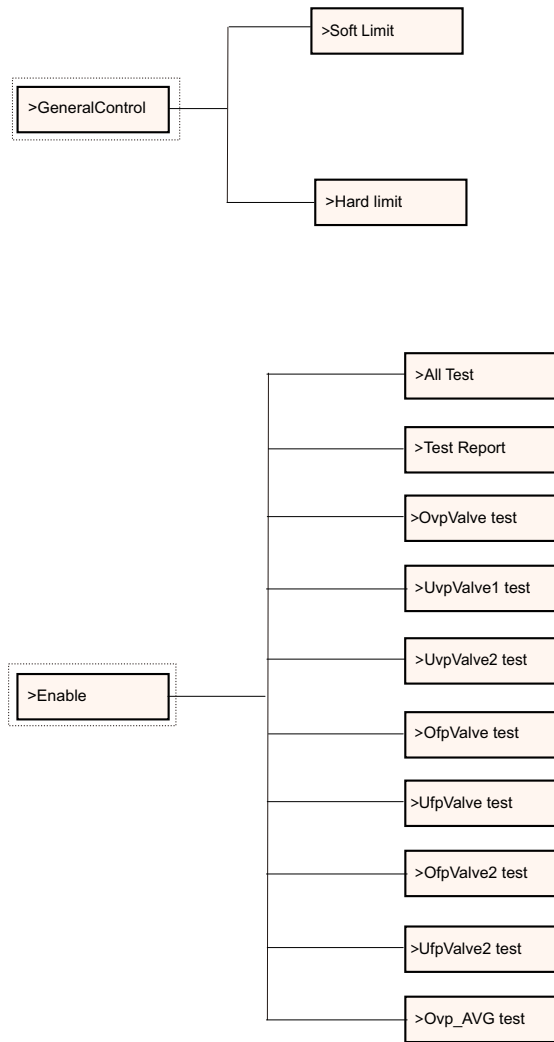 >Soft Limit
>GeneralControl
>Hard limit
>All Test
>Test Report
>OvpValve test
>UvpValve1 test
>UvpValve2 test
>Enable
>OfpValve test
>UfpValve test
>OfpValve2 test
>UfpValve2 test
>Ovp_AVG test